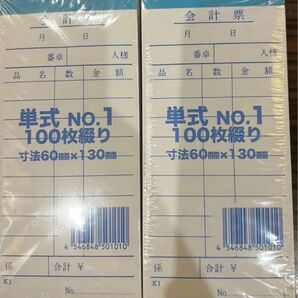 会計票
月 日
番卓 人様
品名 数 金額
単式 NO.1
100枚綴り
寸法60㎜×130㎜
4 546848 501010
係 合計 ¥
K1 No.
会計票
月 日
番卓 人様
品名 数量 金額
単式 NO.1
100枚綴り
寸法60㎜×130㎜
4 546848 501010
係 合計 ¥
K1 No.